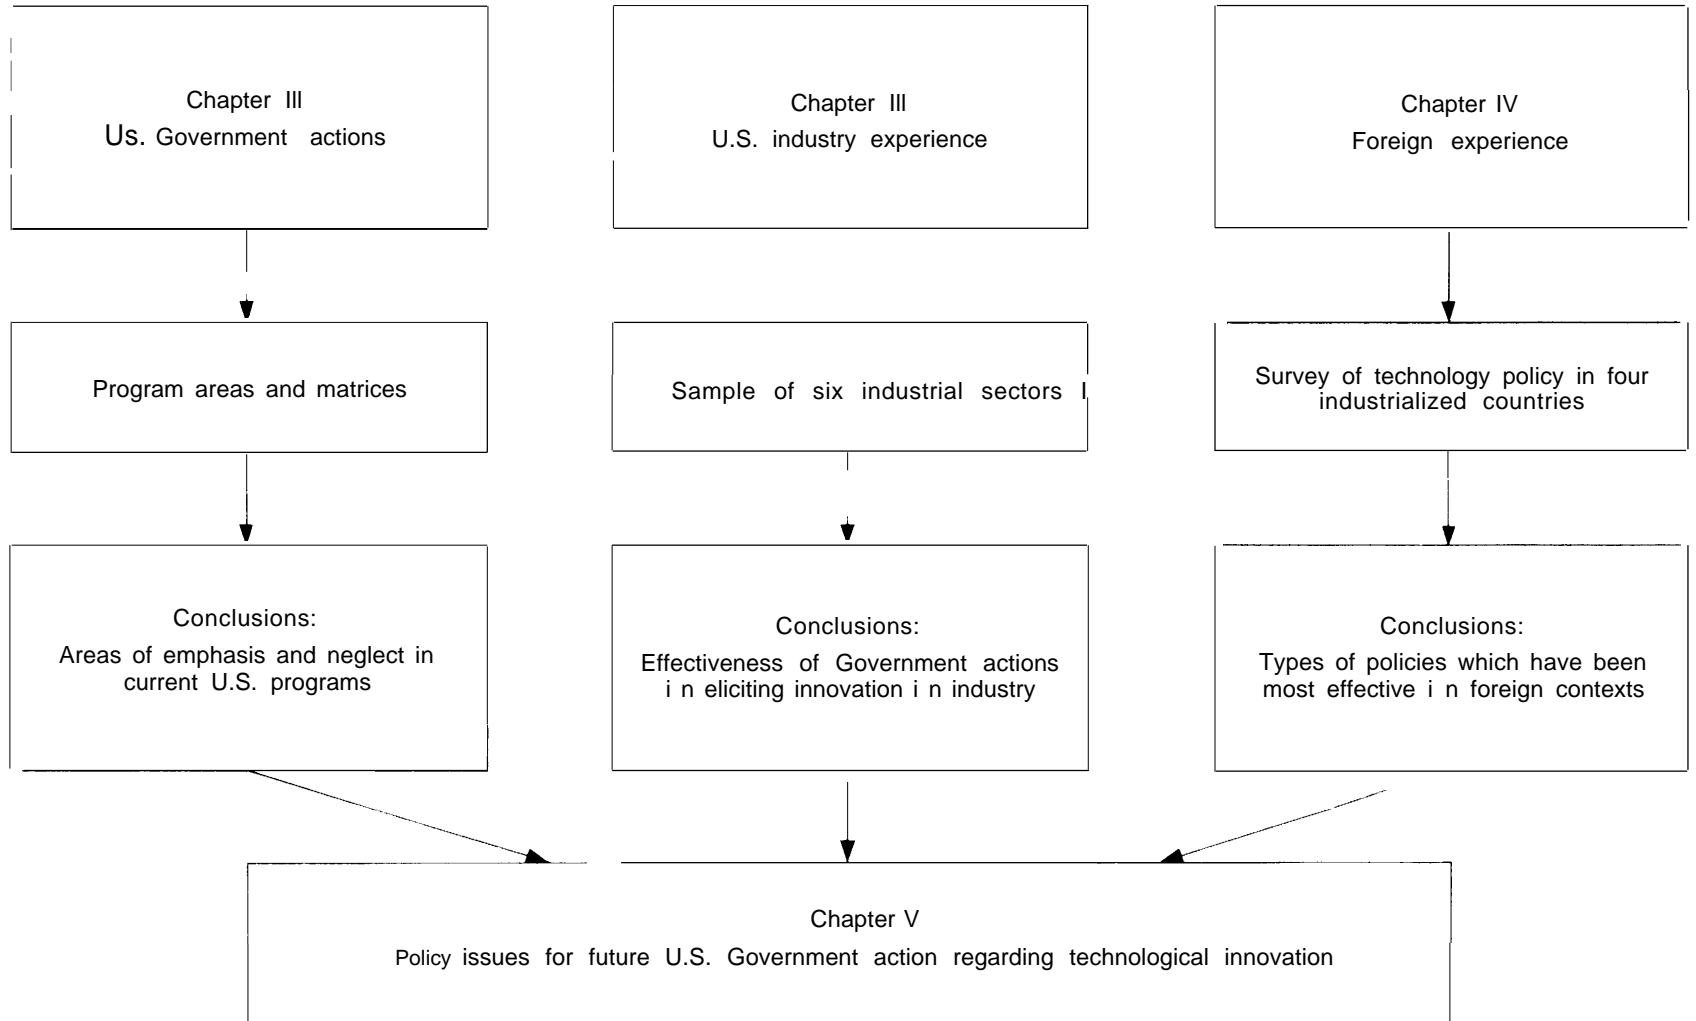 Chapter III
Us. Government actions
Chapter III
U.S. industry experience
Chapter IV
Foreign experience
Program areas and matrices
Sample of six industrial sectors I
Survey of technology policy in four
industrialized countries
Conclusions:
Areas of emphasis and neglect in
current U.S. programs
Conclusions:
Effectiveness of Government actions
i n eliciting innovation i n industry
Conclusions:
Types of policies which have been
most effective i n foreign contexts
Chapter V
Policy issues for future U.S. Government action regarding technological innovation